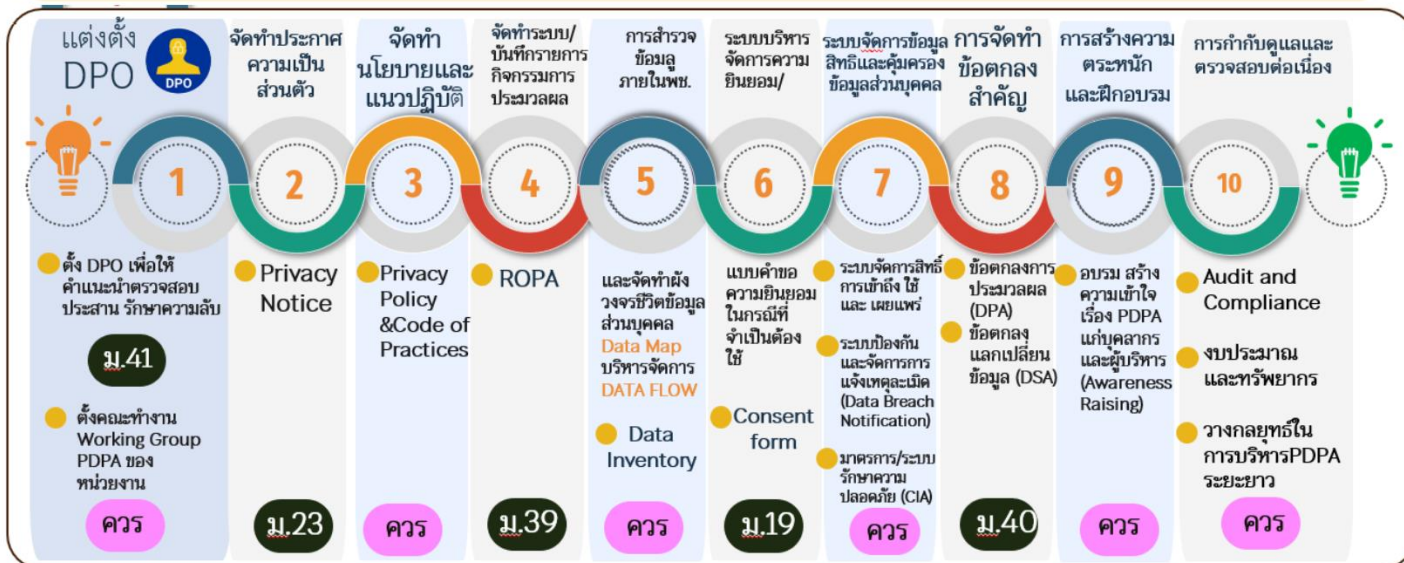 แต่งตั้ง
DPO
DPO
1
ตั้ง DPO เพื่อให้
คำแนะนำตรวจสอบ
ประสาน รักษาความลับ
ม.41
ตั้งคณะทำงาน
Working Group
PDPA ของ
หน่วยงาน
ควร
จัดทำประกาศ
ความเป็น
ส่วนตัว
2
Privacy
Notice
ม.23
จัดทำ
นโยบายและ
แนวปฏิบัติ
3
Privacy
Policy
&Code of
Practices
ควร
จัดทำระบบ/
บันทึกรายการ
กิจกรรมการ
ประมวลผล
4
ROPA
ม.39
การสำรวจ
ข้อมูล
ภายในพช.
5
และจัดทำผัง
วงจรชีวิตข้อมูล
ส่วนบุคคล
Data Map
บริหารจัดการ
DATA FLOW
Data
Inventory
ควร
ระบบบริหาร
จัดการความ
ยินยอม/
6
แบบคำขอ
ความยินยอม
ในกรณีที่
จำเป็นต้อง
ใช้
Consent
form
ม.19
ระบบจัดการข้อมูล
สิทธิและคุ้มครอง
ข้อมูลส่วนบุคคล
7
ระบบจัดการสิทธิ์
การเข้าถึง ใช้
และ เผยแพร่
ระบบป้องกัน
และจัดการการ
แจ้งเหตุละเมิด
(Data Breach
Notification)
มาตรการ/ระบบ
รักษาความ
ปลอดภัย (CIA)
ควร
การจัดทำ
ข้อตกลง
สำคัญ
8
ข้อตกลงการ
ประมวลผล
(DPA)
ข้อตกลง
แลกเปลี่ยน
ข้อมูล (DSA)
ม.40
การสร้างความ
ตระหนัก
และฝึกอบรม
9
อบรม สร้าง
ความเข้าใจ
เรื่อง PDPA
แก่บุคลากร
และผู้บริหาร
(Awareness
Raising)
ควร
การกำกับดูแลและ
ตรวจสอบต่อเนื่อง
10
Audit and
Compliance
งบประมาณ
และทรัพยากร
วางกลยุทธ์ใน
การบริหารPDPA
ระยะยาว
ควร